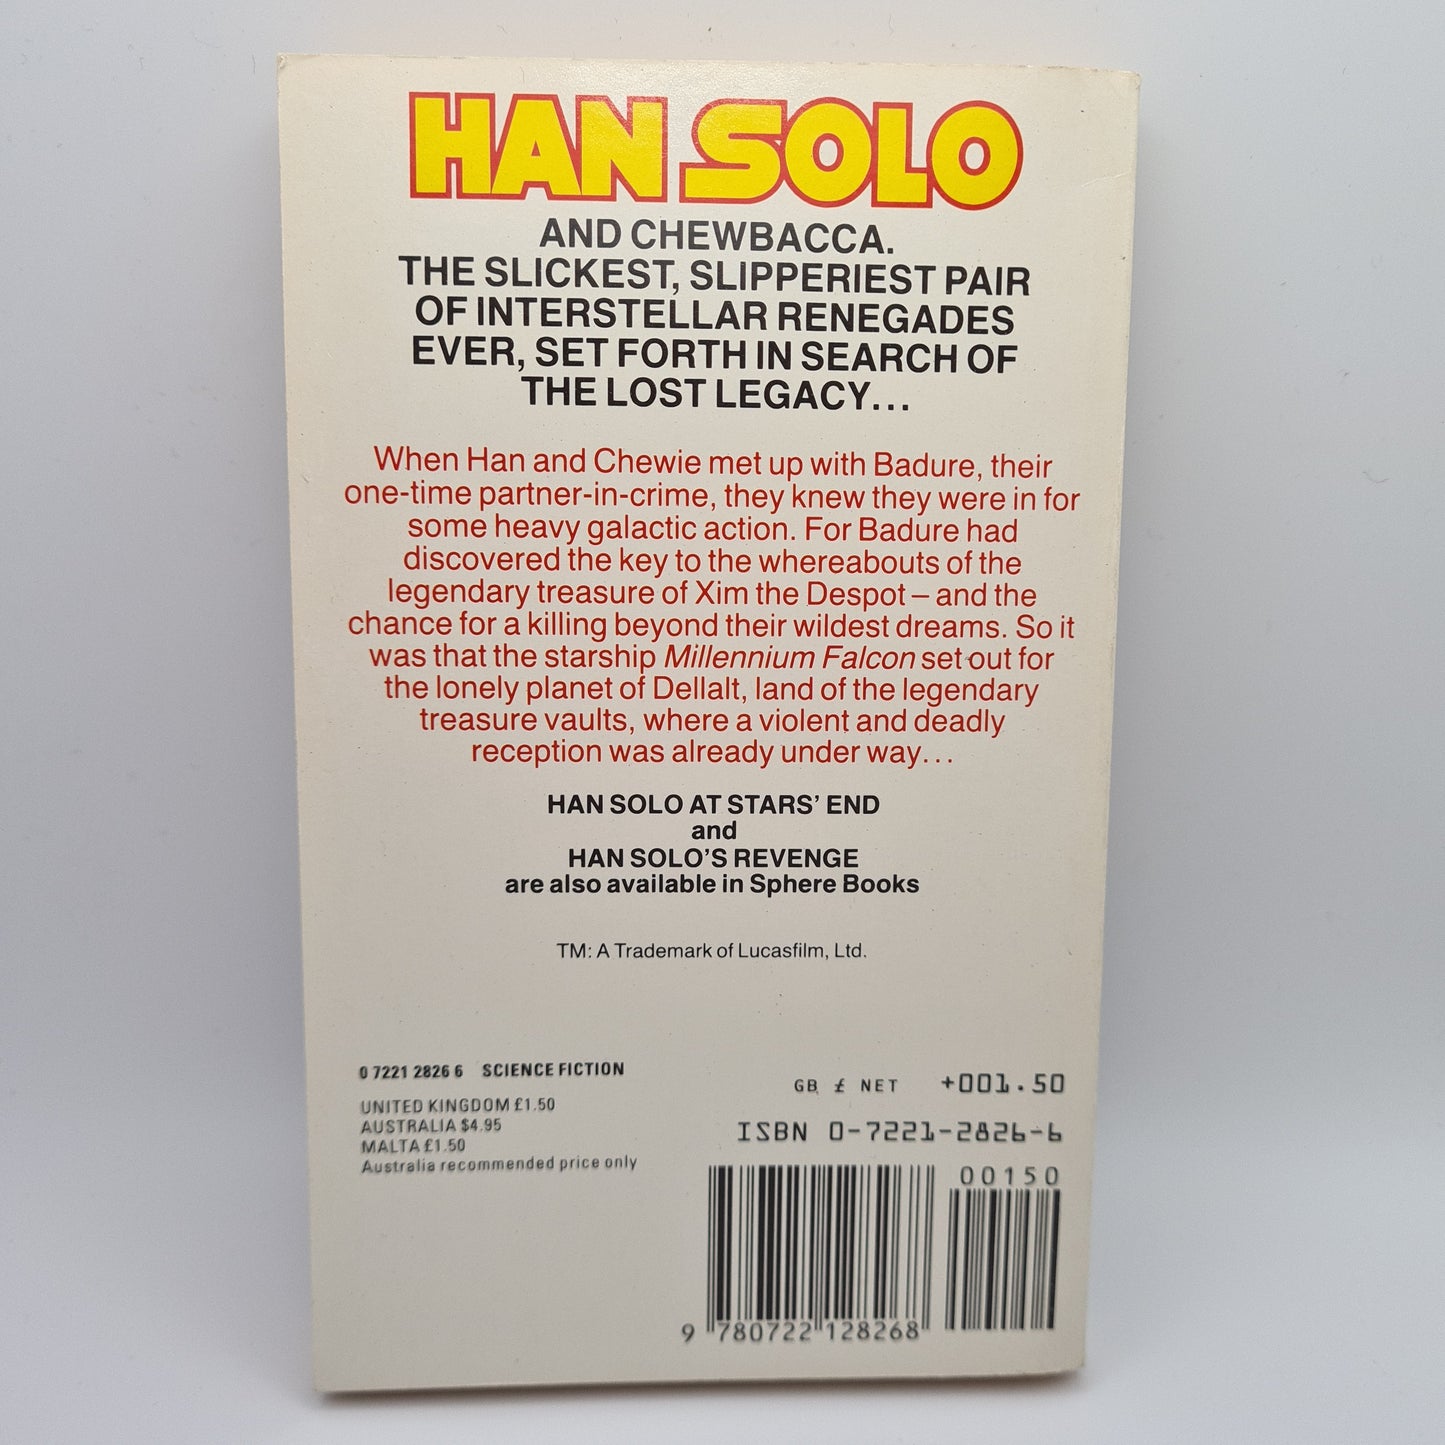 HAN SOLO
AND CHEWBACCA.
THE SLICKEST, SLIPPERIEST PAIR
OF INTERSTELLAR RENEGADES
EVER, SET FORTH IN SEARCH OF
THE LOST LEGACY...
When Han and Chewie met up with Badure, their
one-time partner-in-crime, they knew they were in for
some heavy galactic action. For Badure had
discovered the key to the whereabouts of the
legendary treasure of Xim the Despot – and the
chance for a killing beyond their wildest dreams. So it
was that the starship Millennium Falcon set out for
the lonely planet of Dellalt, land of the legendary
treasure vaults, where a violent and deadly
reception was already under way...
HAN SOLO AT STARS' END
and
HAN SOLO'S REVENGE
are also available in Sphere Books
TM: A Trademark of Lucasfilm, Ltd.
0 7221 2826 6 SCIENCE FICTION
UNITED KINGDOM £1.50
AUSTRALIA $4.95
MALTA £1.50
Australia recommended price only
GB £ NET +001.50
ISBN 0-7221-2826-6
00150
9 780722 128268